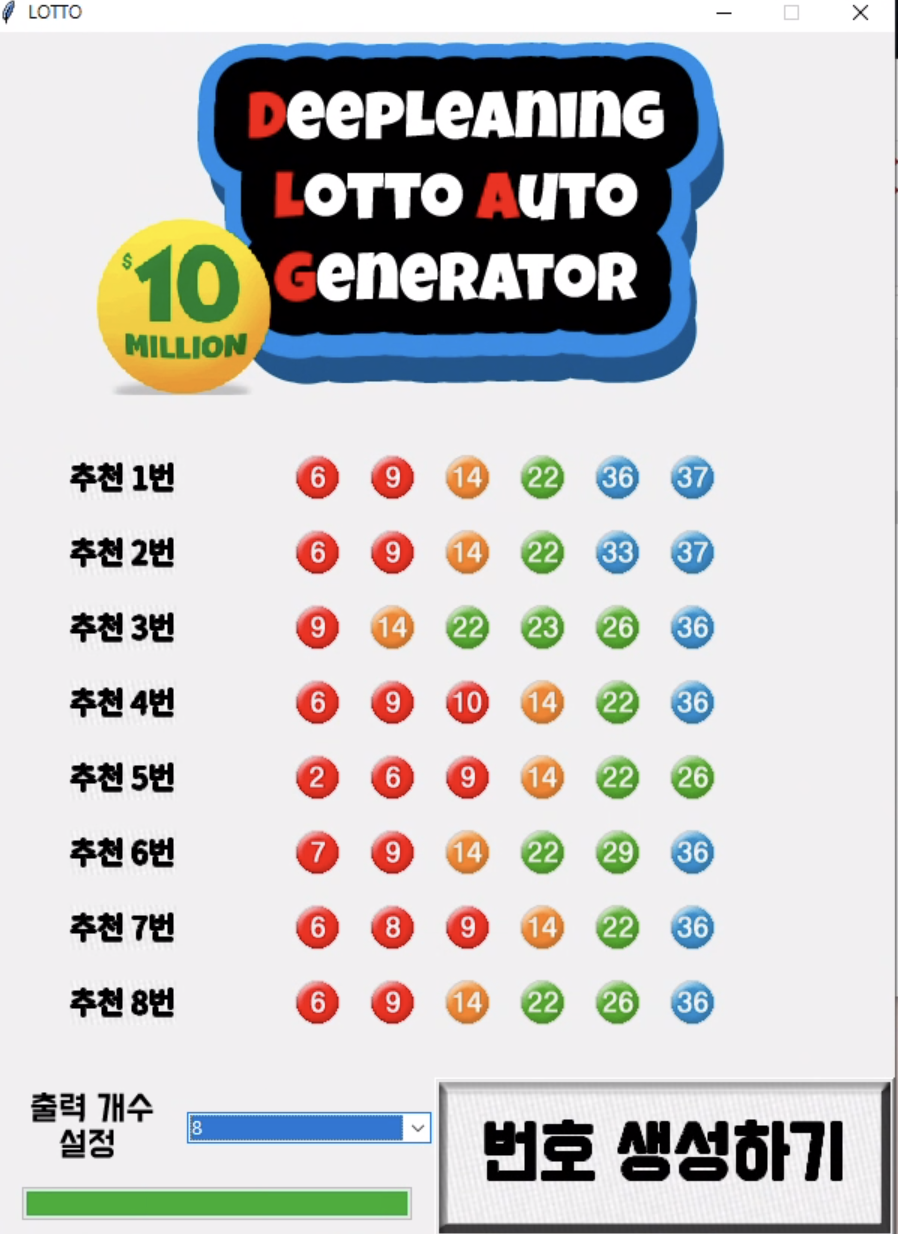 LOTTO
DeepLeaning
Lotto Auto
Generator
$10
MILLION
추천 1번 6 9 14 22 36 37
추천 2번 6 9 14 22 33 37
추천 3번 9 14 22 23 26 36
추천 4번 6 9 10 14 22 36
추천 5번 2 6 9 14 22 26
추천 6번 7 9 14 22 29 36
추천 7번 6 8 9 14 22 36
추천 8번 6 9 14 22 26 36
출력 개수
설정
8
번호 생성하기